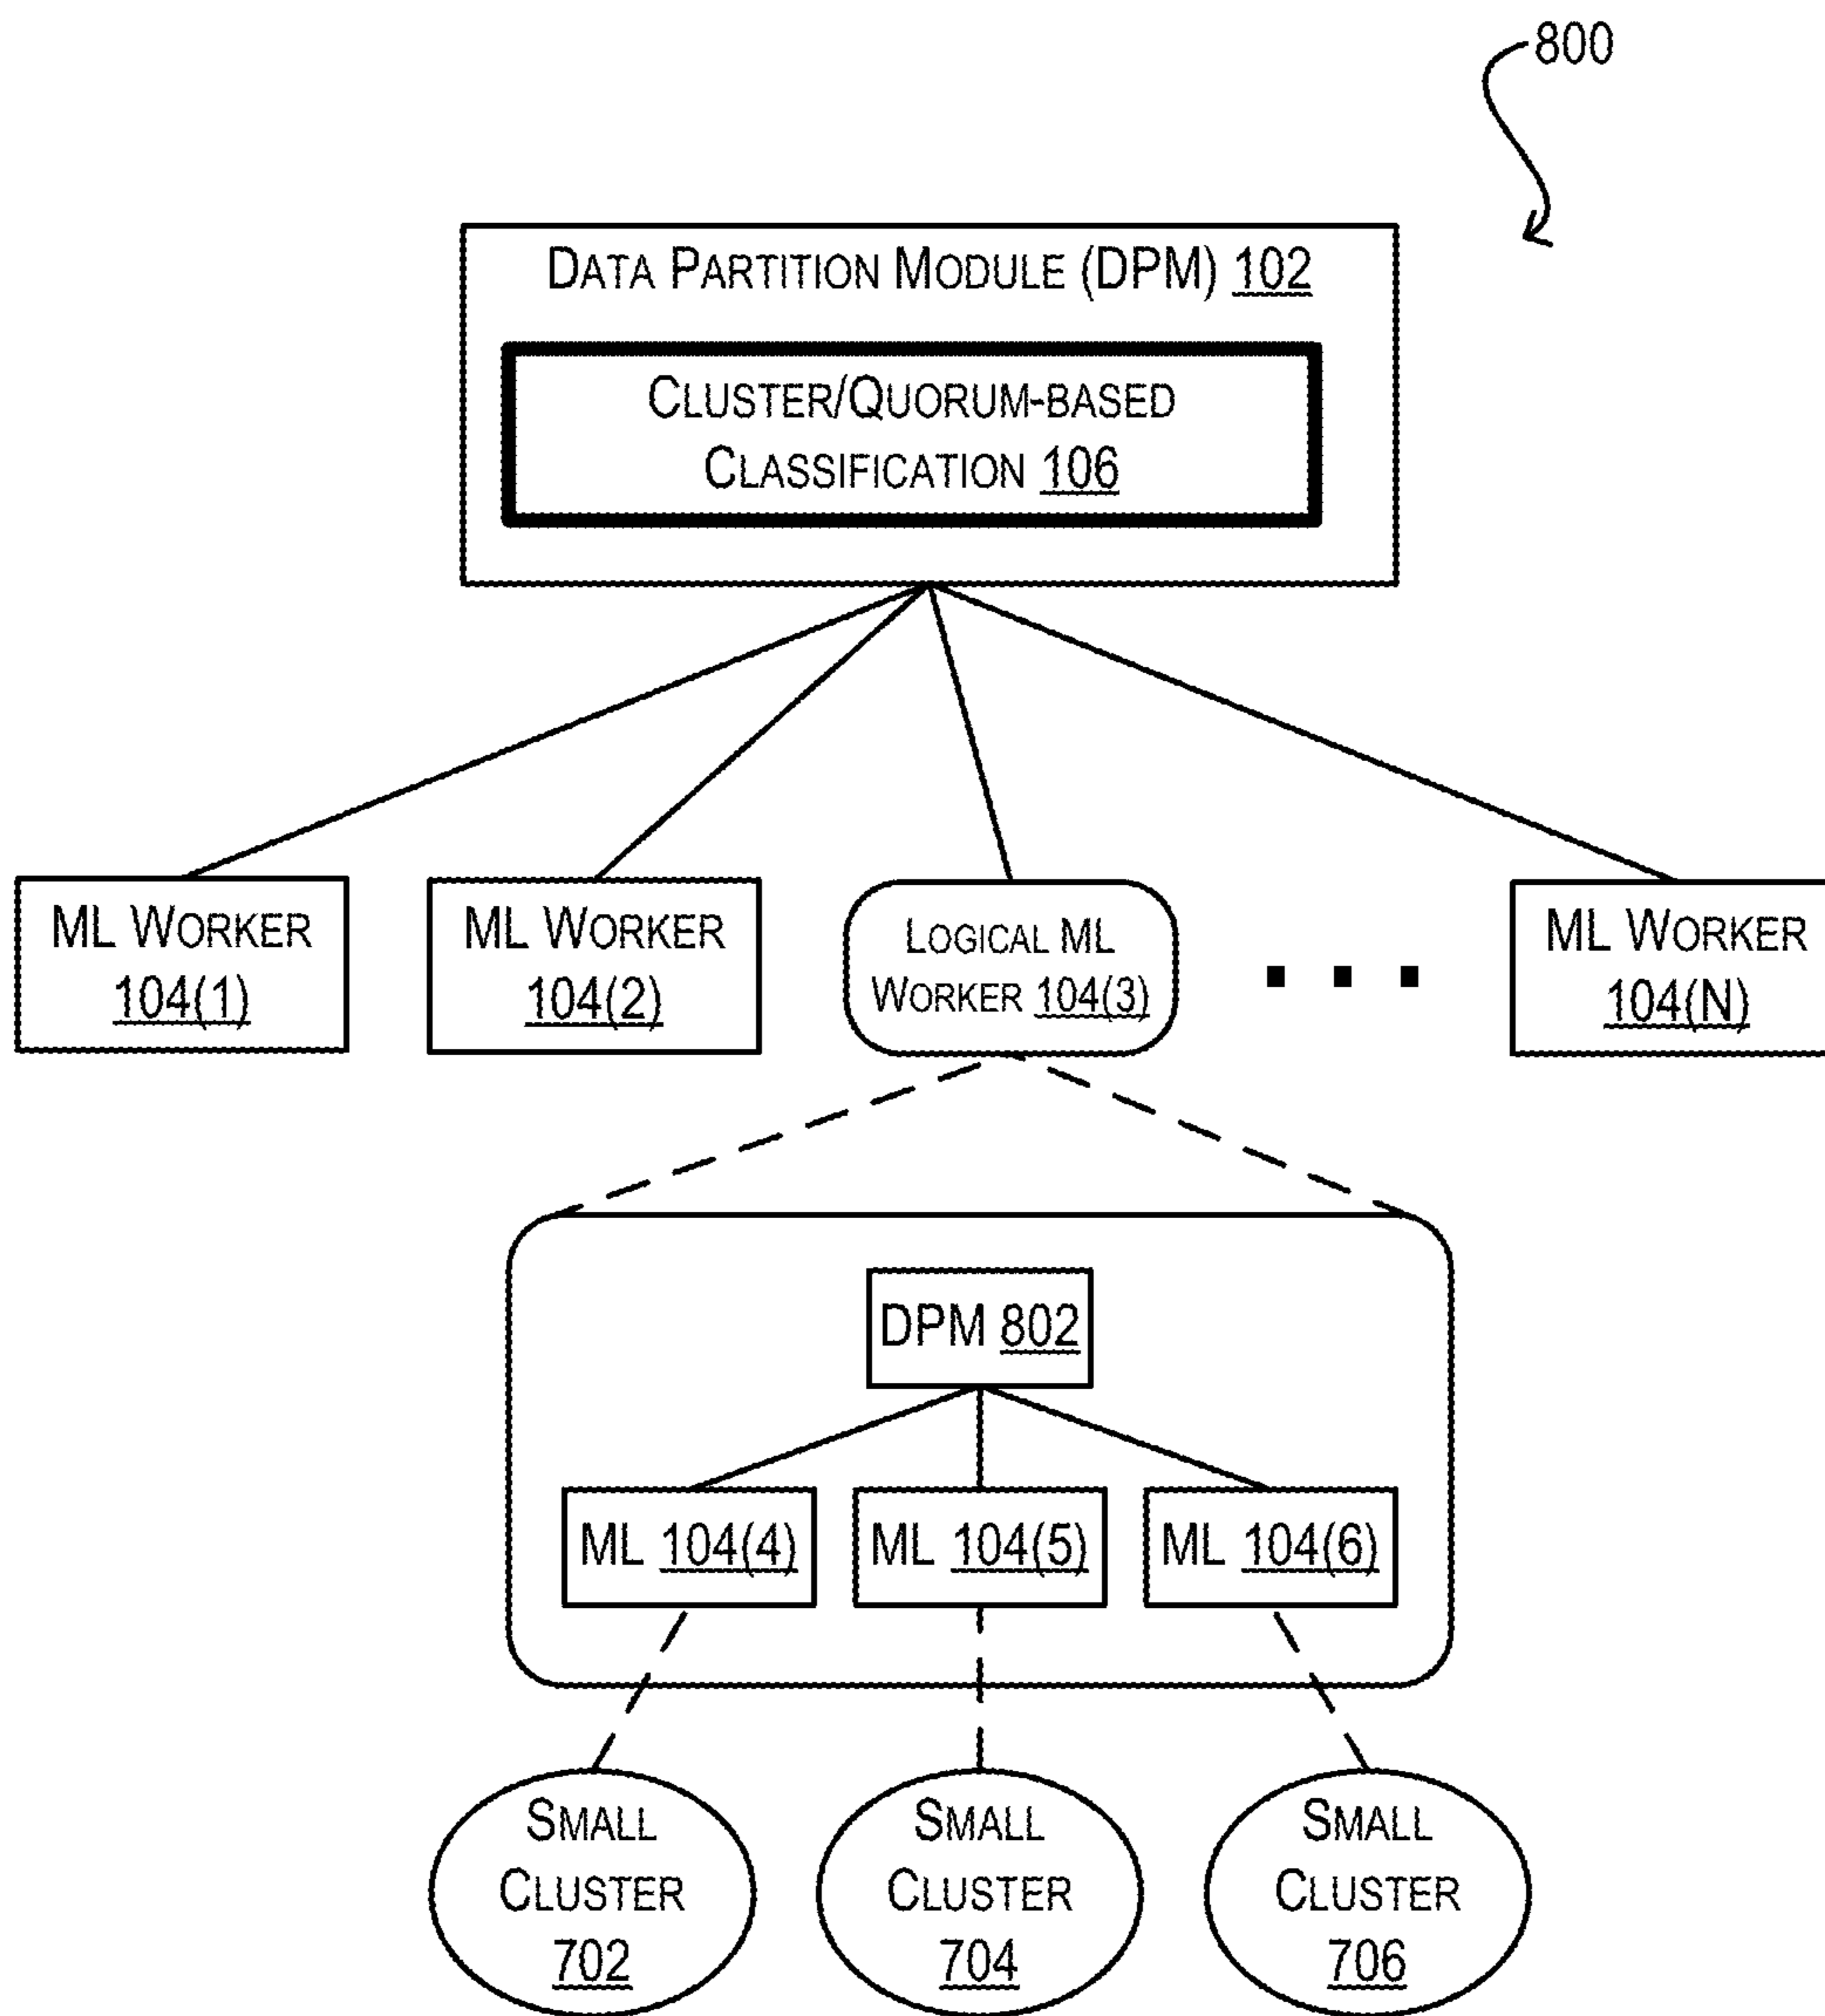 800
DATA PARTITION MODULE (DPM) 102
CLUSTER/QUORUM-BASED
CLASSIFICATION 106
ML WORKER
104(1)
ML WORKER
104(2)
LOGICAL ML
WORKER 104(3)
ML WORKER
104(N)
DPM 802
ML 104(4)
ML 104(5)
ML 104(6)
SMALL
CLUSTER
702
SMALL
CLUSTER
704
SMALL
CLUSTER
706